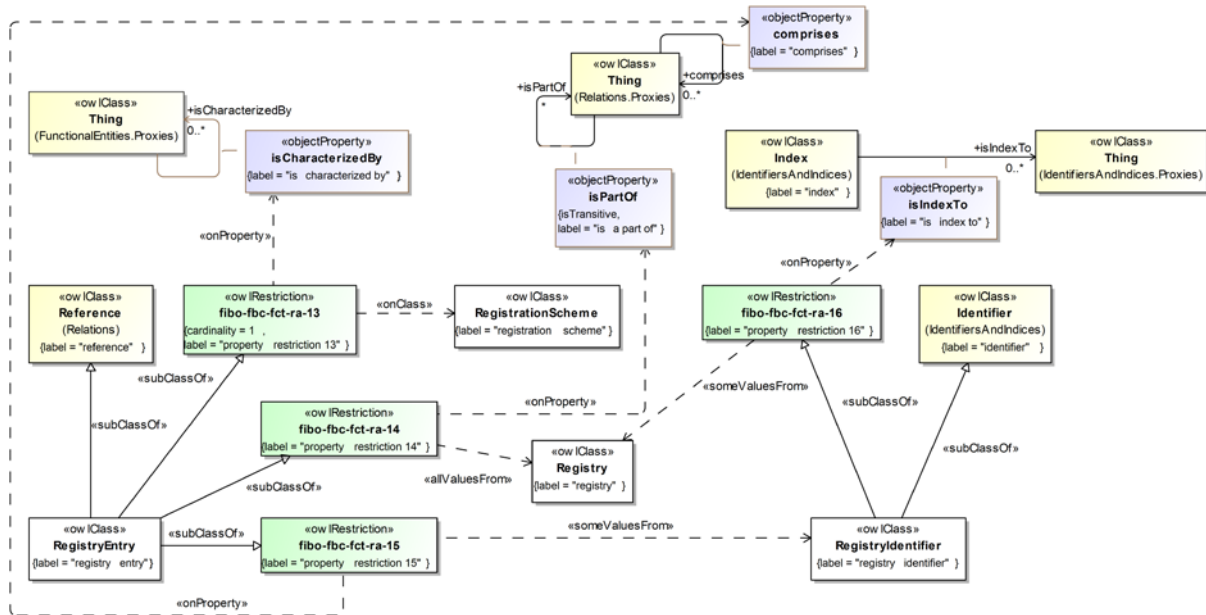 «objectProperty»
comprises
{label = "comprises" }
«owlClass»
Thing
(Relations.Proxies)
+isPartOf
*
+comprises
0..*
«owlClass»
Thing
(FunctionalEntities.Proxies)
+isCharacterizedBy
0..*
«objectProperty»
isCharacterizedBy
{label = "is characterized by" }
«objectProperty»
isPartOf
{isTransitive,
label = "is a part of" }
«owlClass»
Index
(IdentifiersAndIndices)
{label = "index" }
+isIndexTo
0..*
«owlClass»
Thing
(IdentifiersAndIndices.Proxies)
«objectProperty»
isIndexTo
{label = "is index to" }
«onProperty»
«onProperty»
«owlClass»
Reference
(Relations)
{label = "reference" }
«owlRestriction»
fibo-fbc-fct-ra-13
{cardinality = 1 ,
label = "property restriction 13" }
«onClass»
«owlClass»
RegistrationScheme
{label = "registration scheme" }
«owlRestriction»
fibo-fbc-fct-ra-16
{label = "property restriction 16" }
«owlClass»
Identifier
(IdentifiersAndIndices)
{label = "identifier" }
«subClassOf»
«someValuesFrom»
«subClassOf»
«owlRestriction»
fibo-fbc-fct-ra-14
{label = "property restriction 14" }
«onProperty»
«subClassOf»
«subClassOf»
«owlClass»
Registry
{label = "registry" }
«allValuesFrom»
«subClassOf»
«subClassOf»
«owlClass»
RegistryEntry
{label = "registry entry" }
«subClassOf»
«owlRestriction»
fibo-fbc-fct-ra-15
{label = "property restriction 15" }
«someValuesFrom»
«owlClass»
RegistryIdentifier
{label = "registry identifier" }
«onProperty»